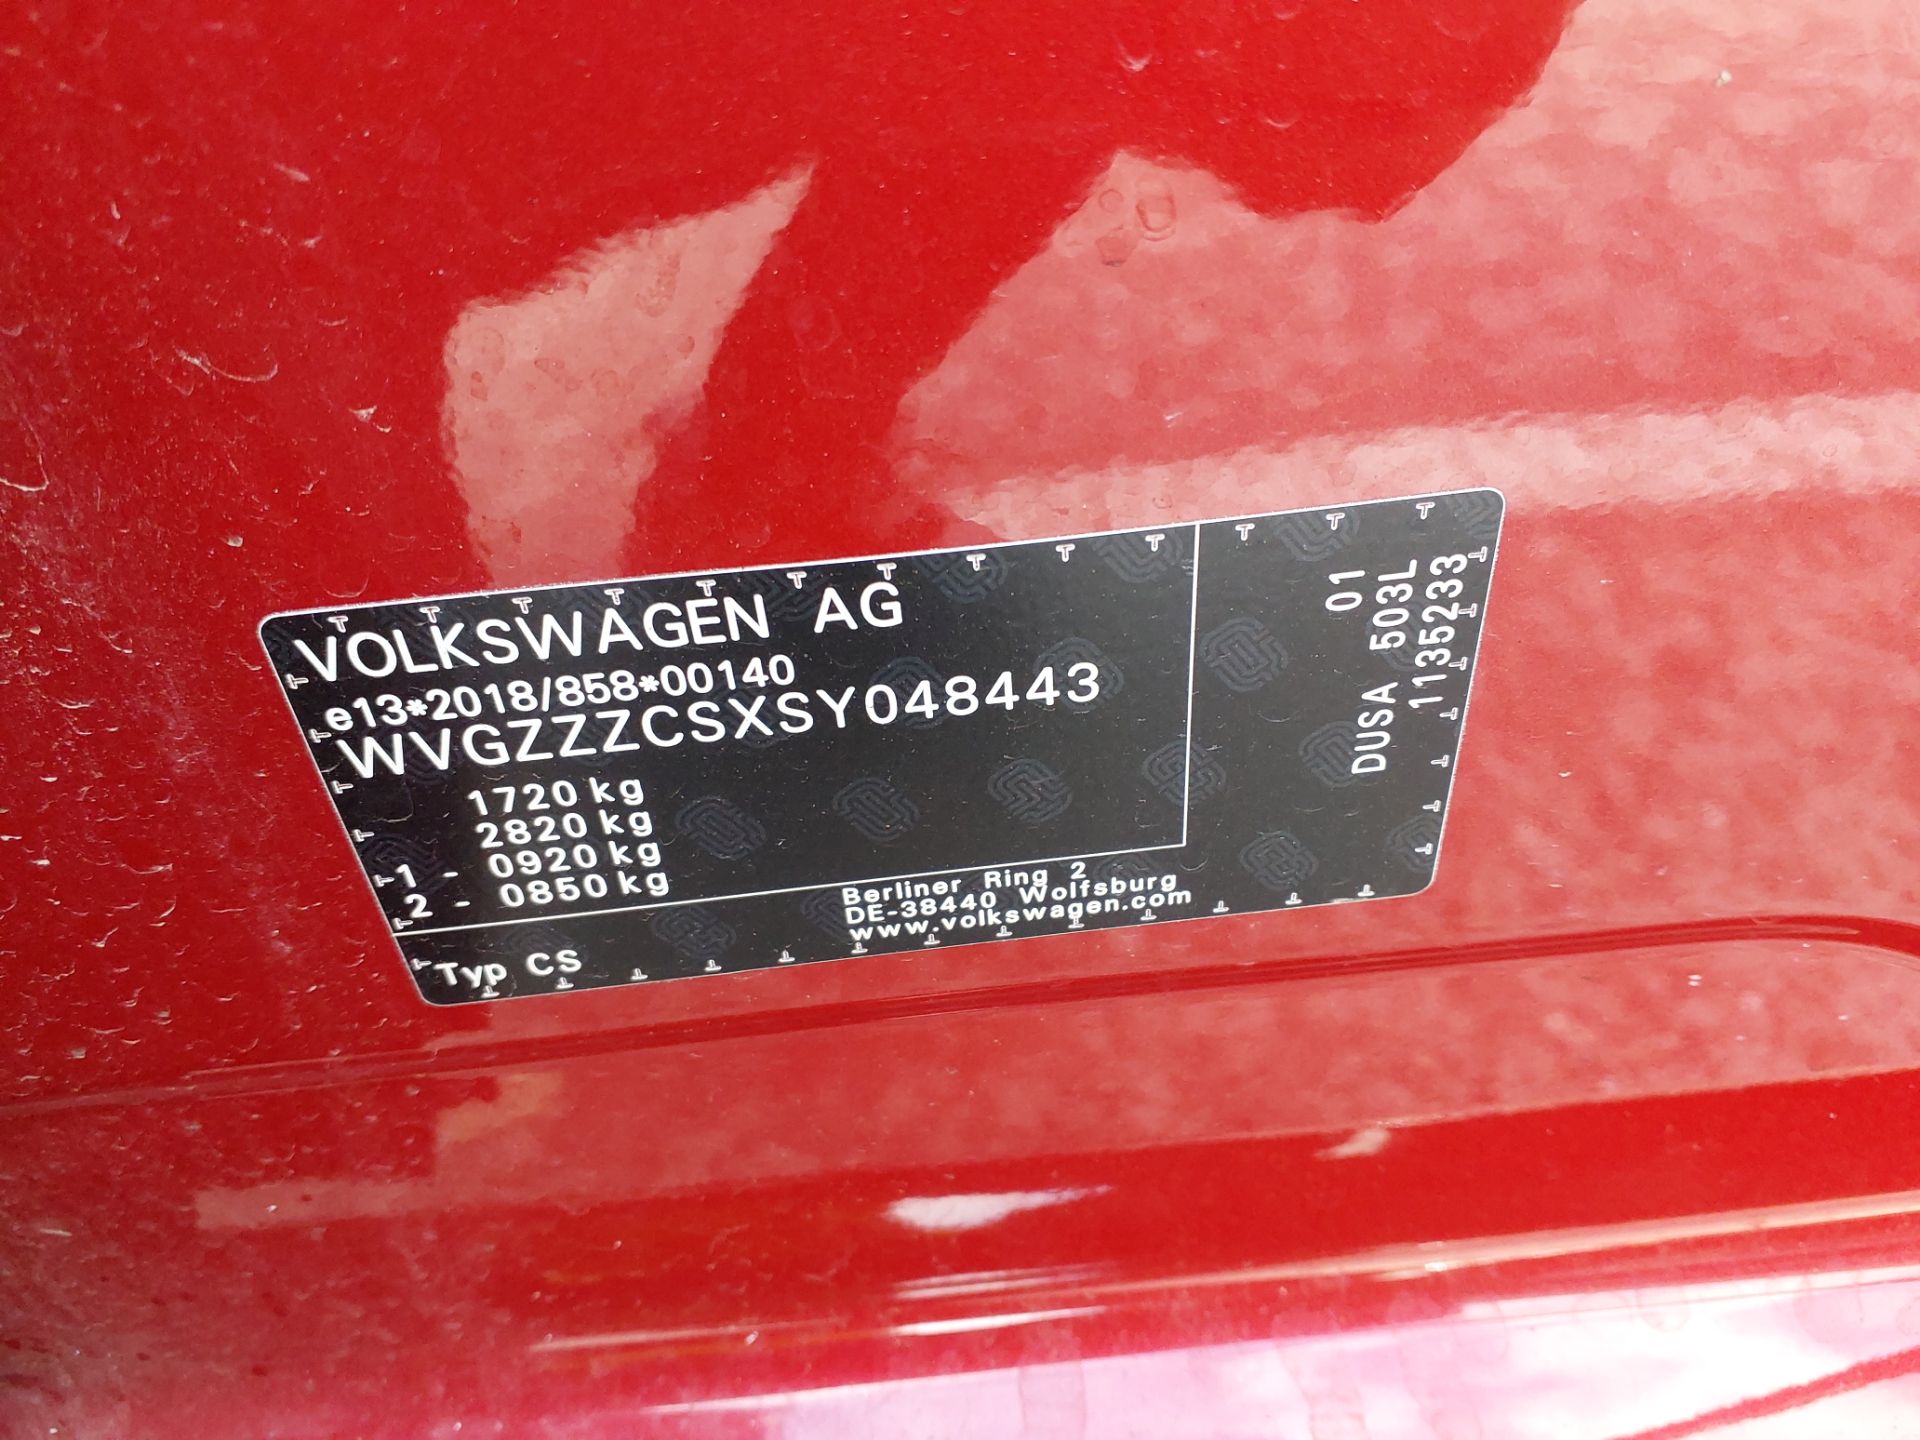 VOLKSWAGEN AG
e13*2018/858*00140
WVGZZZCSXSY048443
1720 kg
2820 kg
1 - 0920 kg
2 - 0850 kg
Berliner Ring 2
DE-38440 Wolfsburg
www.volkswagen.com
Typ CS
01
DUSA 503L
1135233